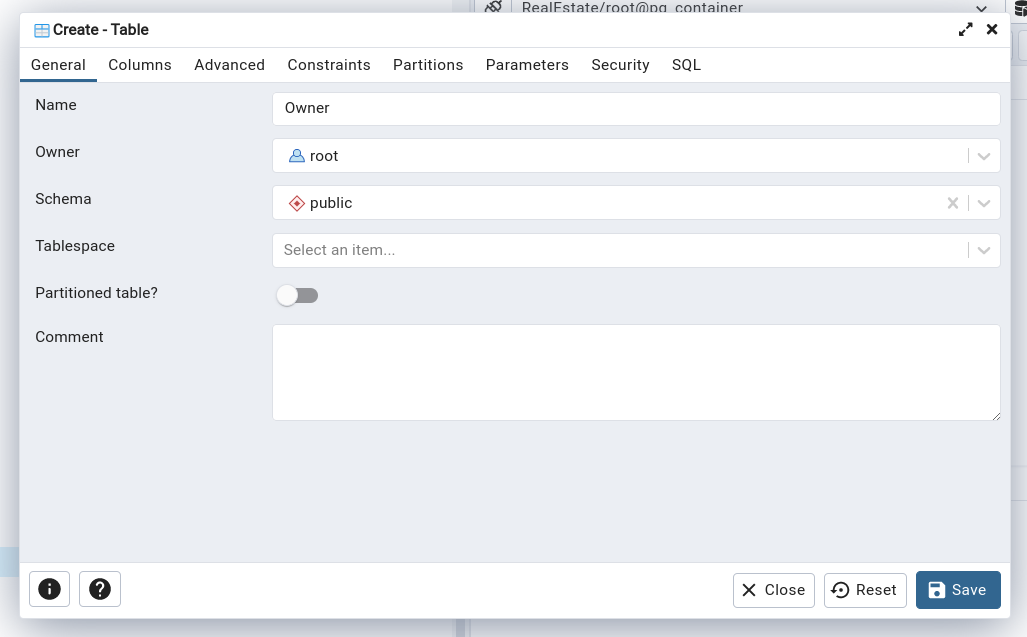 RealEstate/root@pg_container
Create - Table
General Columns Advanced Constraints Partitions Parameters Security SQL
Name Owner
Owner root
Schema public
Tablespace Select an item...
Partitioned table?
Comment
Close Reset Save